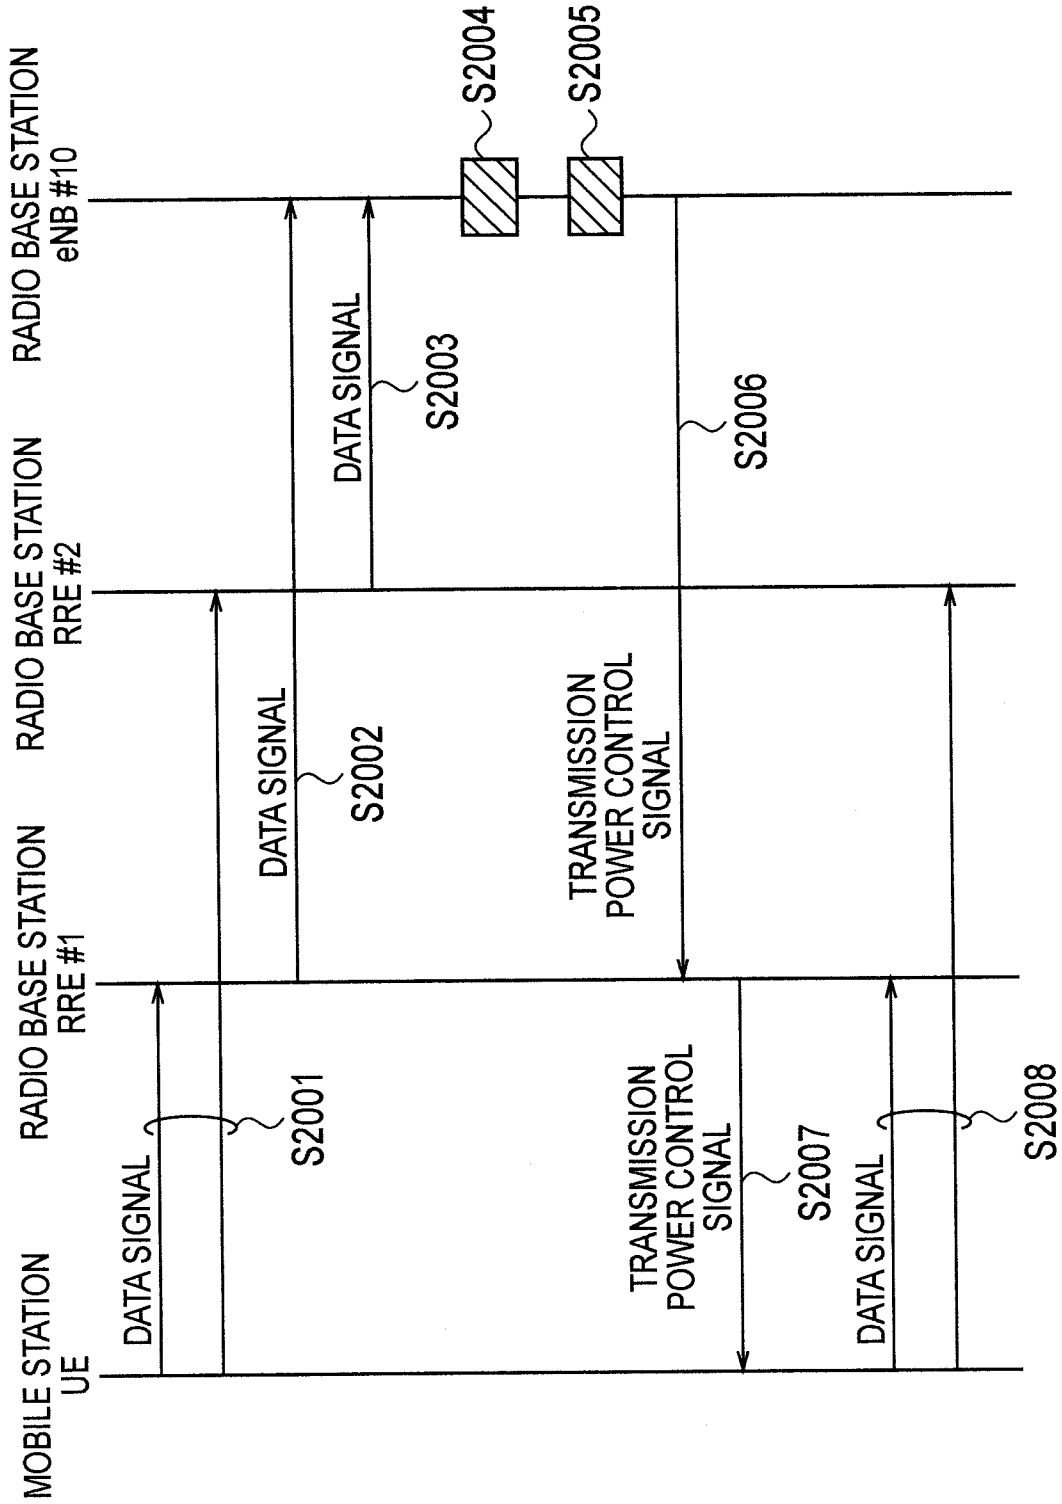 MOBILE STATION
UE
RADIO BASE STATION
RRE #1
RADIO BASE STATION
RRE #2
RADIO BASE STATION
eNB #10
DATA SIGNAL
S2001
DATA SIGNAL
S2002
DATA SIGNAL
S2003
S2004
S2005
TRANSMISSION
POWER CONTROL
SIGNAL
S2006
TRANSMISSION
POWER CONTROL
SIGNAL
S2007
DATA SIGNAL
S2008